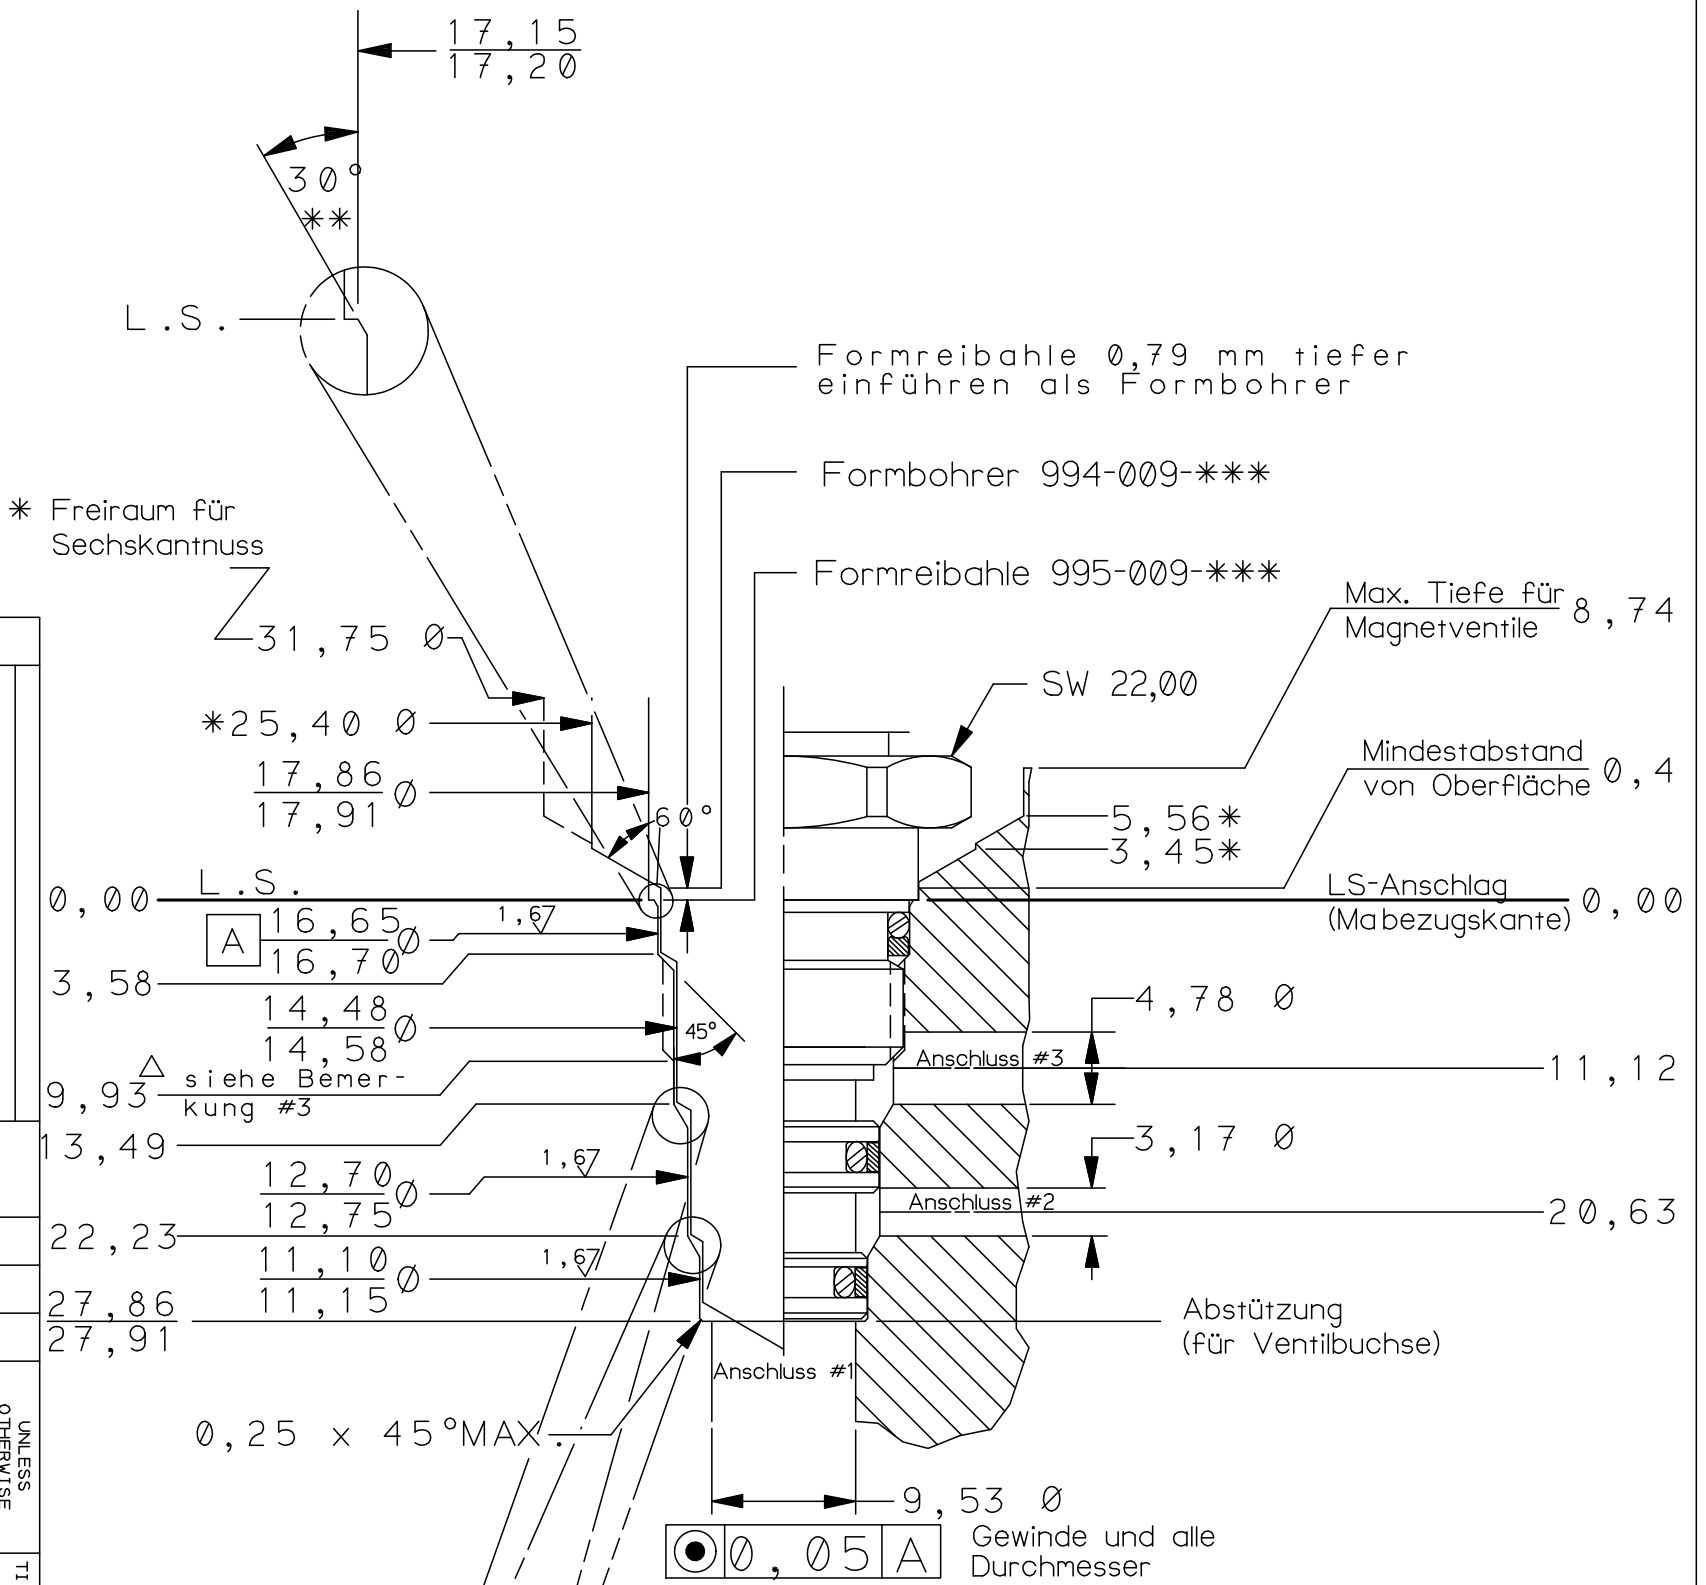 17,15
17,20
30°
**
L.S.
Formreibahle 0,79 mm tiefer
einführen als Formbohrer
Formbohrer 994-009-***
* Freiraum für
Sechskantnuss
Formreibahle 995-009-***
Max. Tiefe für 8,74
Magnetventile
31,75 Ø
SW 22,00
*25,40 Ø
Mindestabstand
von Oberfläche 0,4
17,86
17,91 Ø
60°
5,56*
3,45*
L.S.
0,00
LS-Anschlag
(Mabezugskante) 0,00
A 16,65
16,70 Ø
1,67
3,58
14,48
14,58 Ø
45°
4,78 Ø
Anschluss #3
11,12
△ siehe Bemer-
kung #3
9,93
13,49
3,17 Ø
12,70
12,75 Ø
1,67
Anschluss #2
20,63
22,23
11,10
11,15 Ø
1,67
27,86
27,91
Abstützung
(für Ventilbuchse)
Anschluss #1
0,25 x 45°MAX.
9,53 Ø
0,05 A
Gewinde und alle
Durchmesser
UNLESS
OTHERWISE
TI